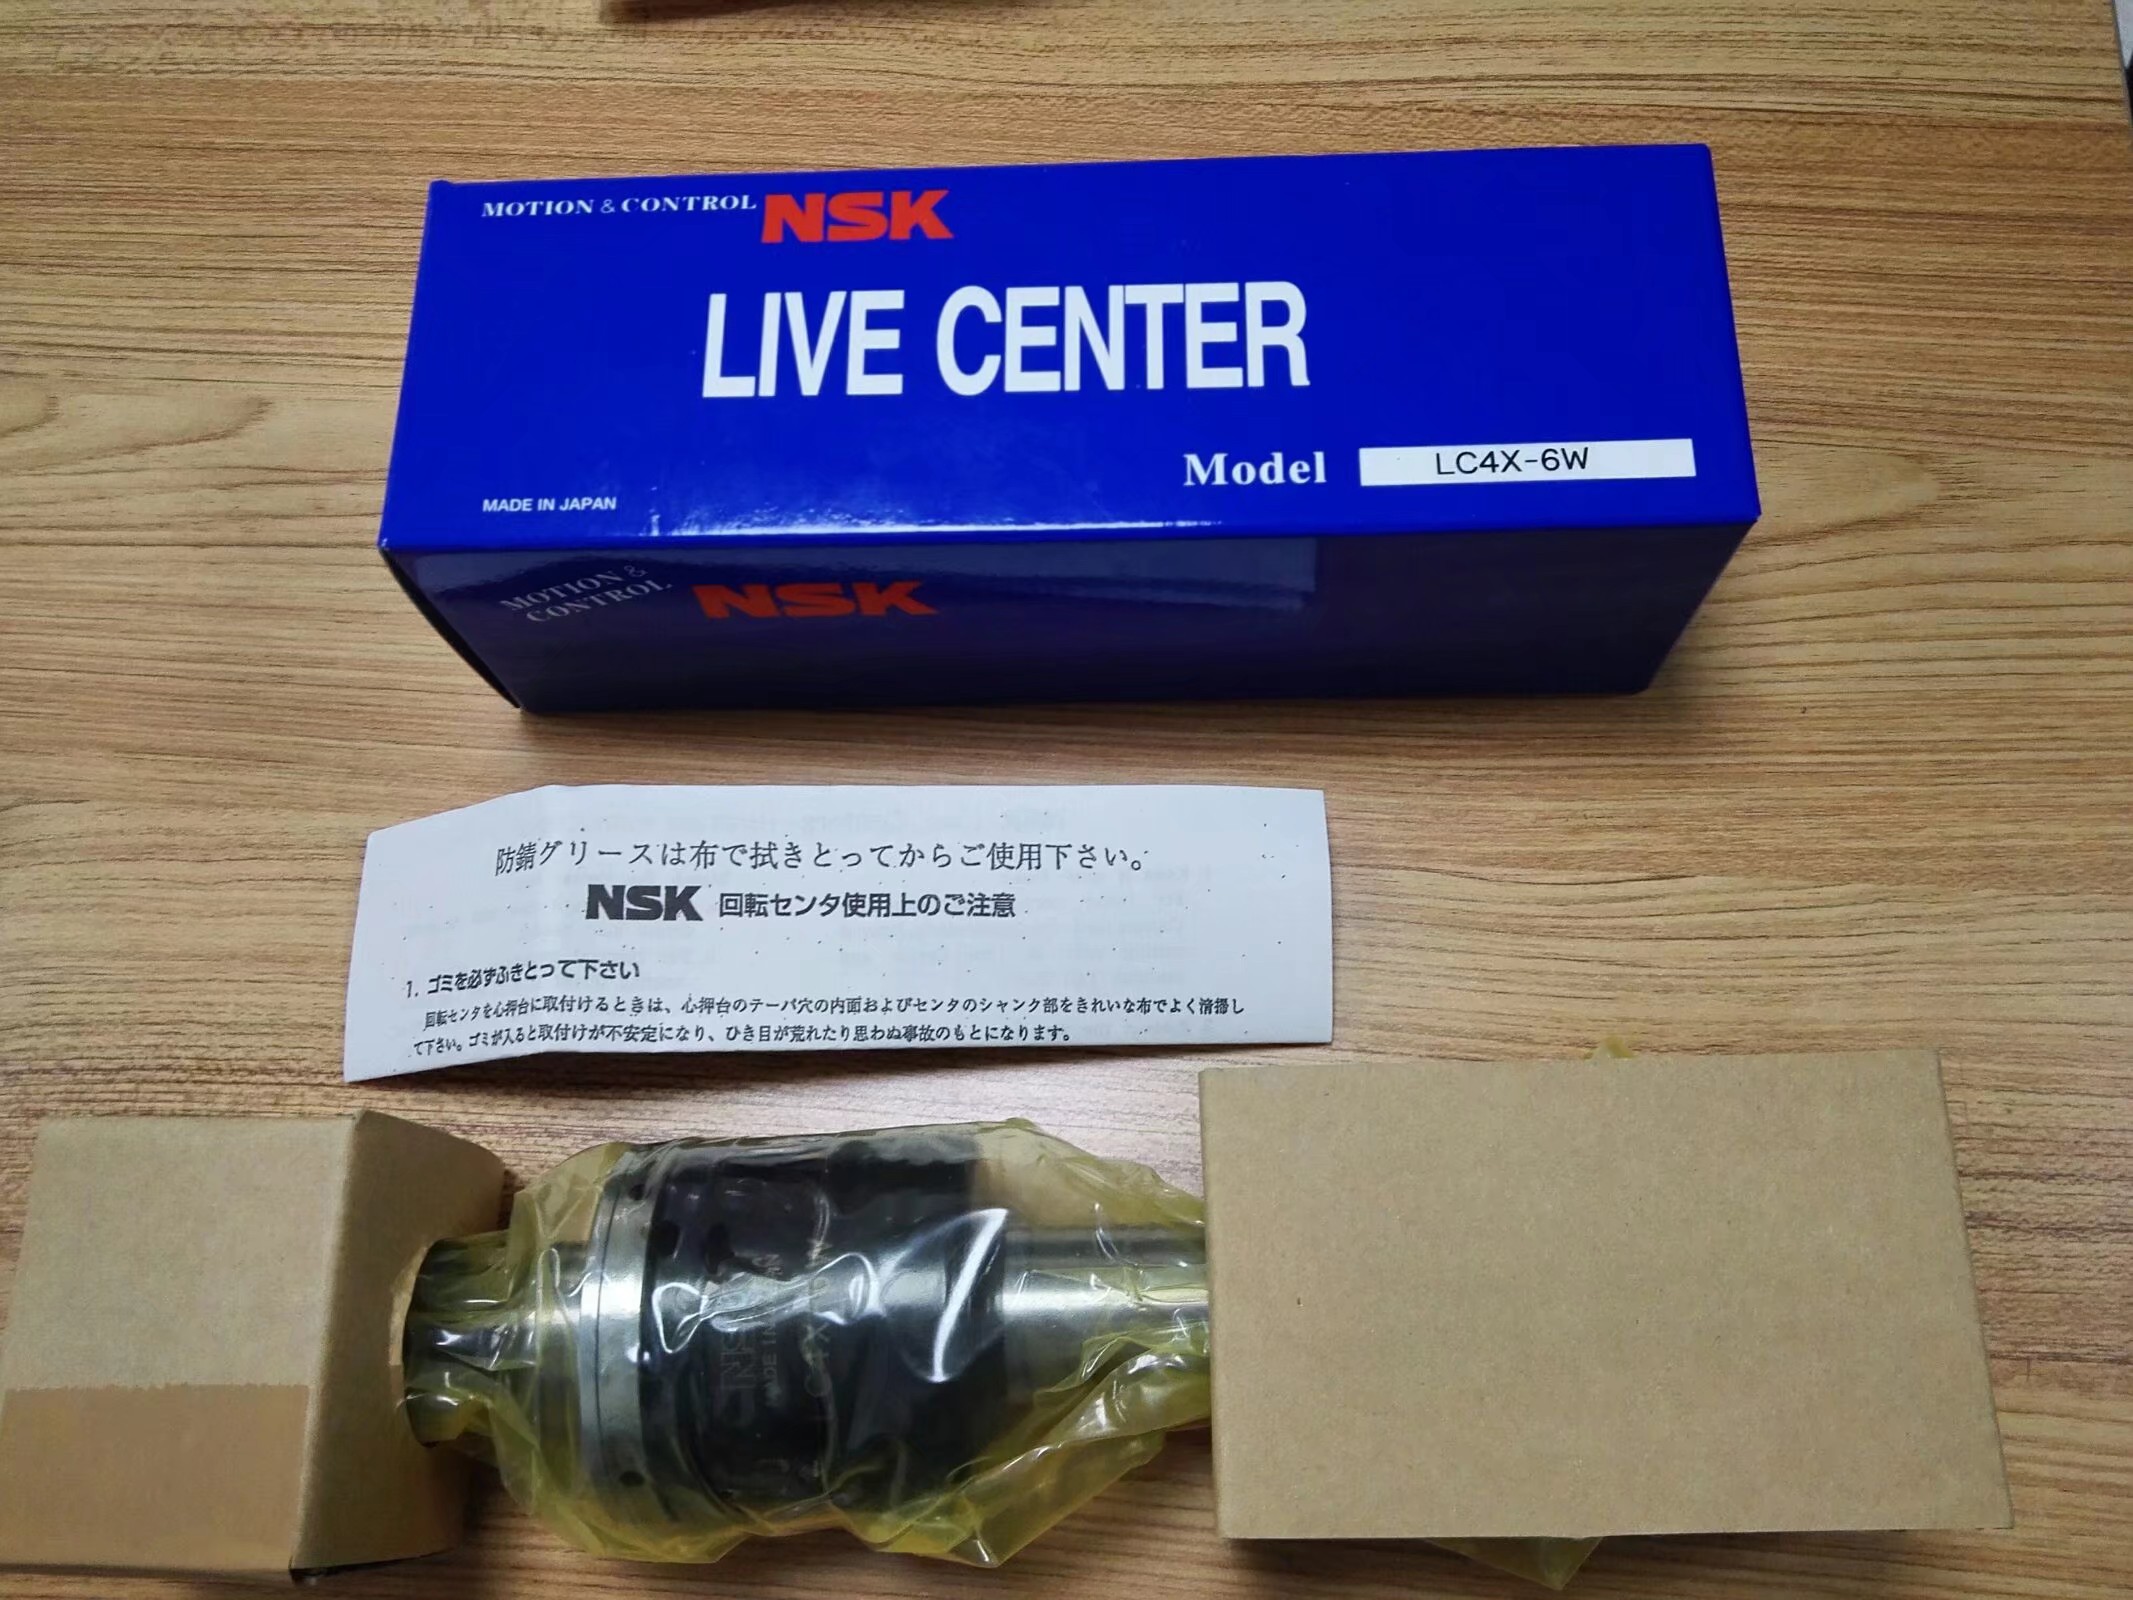 MOTION & CONTROL NSK
LIVE CENTER
Model LC4X-6W
MADE IN JAPAN
MOTION &
CONTROL NSK
防錆グリースは布で拭きとってからご使用下さい。
NSK 回転センタ使用上のご注意
1. ゴミを必ずふきとって下さい
回転センタを心押台に取付けるときは、心押台のテーパ穴の内面およびセンタのシャンク部をきれいな布でよく清掃し
て下さい。ゴミが入ると取付けが不安定になり、ひき目が荒れたり思わぬ事故のもとになります。
NSK
MADE IN
LC4X